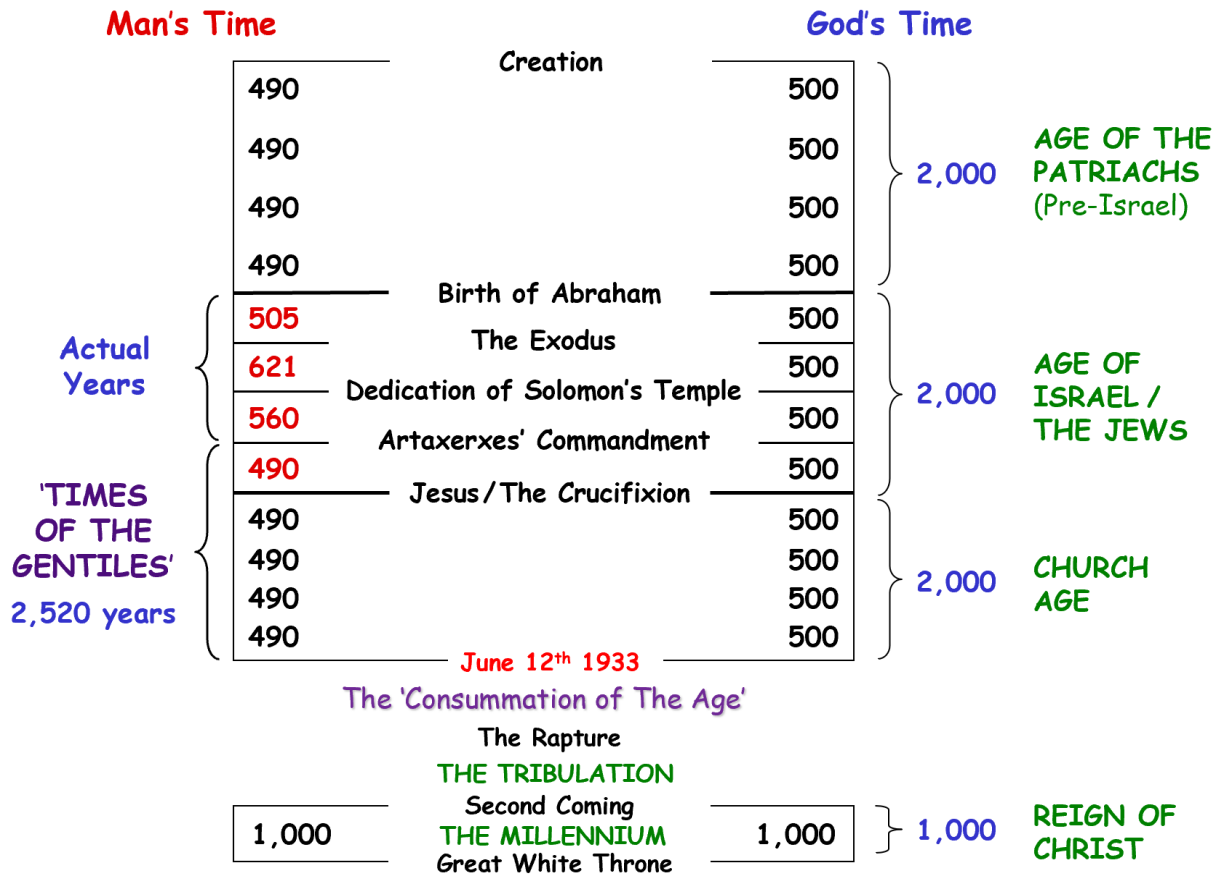 Man's Time
God's Time
Creation
490
500
490
500
490
500
490
500
2,000
AGE OF THE
PATRIACHS
(Pre-Israel)
Birth of Abraham
505
500
The Exodus
621
500
Dedication of Solomon's Temple
560
500
Artaxerxes' Commandment
490
500
Jesus/The Crucifixion
Actual
Years
2,000
AGE OF
ISRAEL /
THE JEWS
'TIMES
OF THE
GENTILES'
2,520 years
490
500
490
500
490
500
490
500
2,000
CHURCH
AGE
June 12th 1933
The 'Consummation of The Age'
The Rapture
THE TRIBULATION
Second Coming
1,000
THE MILLENNIUM
1,000
Great White Throne
1,000
REIGN OF
CHRIST